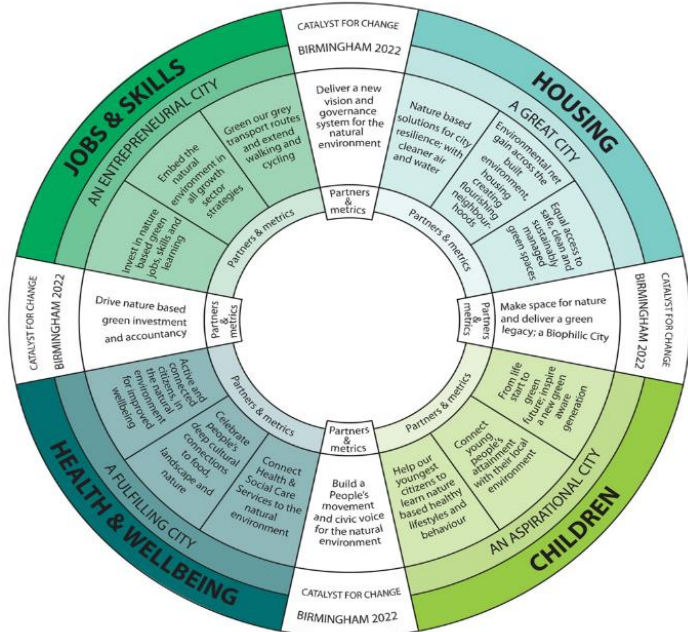 CATALYST FOR CHANGE
BIRMINGHAM 2022
Deliver a new
vision and
governance
system for the
natural
environment
Partners
&
metrics
HOUSING
A GREAT CITY
Nature based
solutions for city
resilience; with
cleaner air
and water
Environmental net
gain across the
built
environment,
housing
creating
flourishing
neighbour-
hoods
Equal access to
safe, clean and
sustainably
managed
green spaces
Partners & metrics
CATALYST FOR CHANGE
BIRMINGHAM 2022
Make space for nature
and deliver a green
legacy; a Biophilic City
Partners
&
metrics
CHILDREN
AN ASPIRATIONAL CITY
From life
start to
green
future; inspire
a new green
aware
generation
Connect
young
people's
attainment
with their local
environment
Help our
youngest
citizens to
learn nature
based healthy
lifestyles and
behaviour
Partners & metrics
Partners
&
metrics
Build a
People's
movement
and civic voice
for the natural
environment
CATALYST FOR CHANGE
BIRMINGHAM 2022
HEALTH & WELLBEING
A FULFILLING CITY
Connect
Health &
Social Care
Services to the
natural
environment
Celebrate
people's
deep cultural
connections
to food,
landscape and
nature
Active and
connected
citizens, in
the natural
environment
for improved
wellbeing
Partners & metrics
CATALYST FOR CHANGE
BIRMINGHAM 2022
Drive nature based
green investment
and accountancy
Partners
&
metrics
JOBS & SKILLS
AN ENTREPRENEURIAL CITY
Invest in nature
based green
jobs, skills and
learning
Embed the
natural
environment in
all growth
sector
strategies
Green our grey
transport routes
and extend
walking and
cycling
Partners & metrics